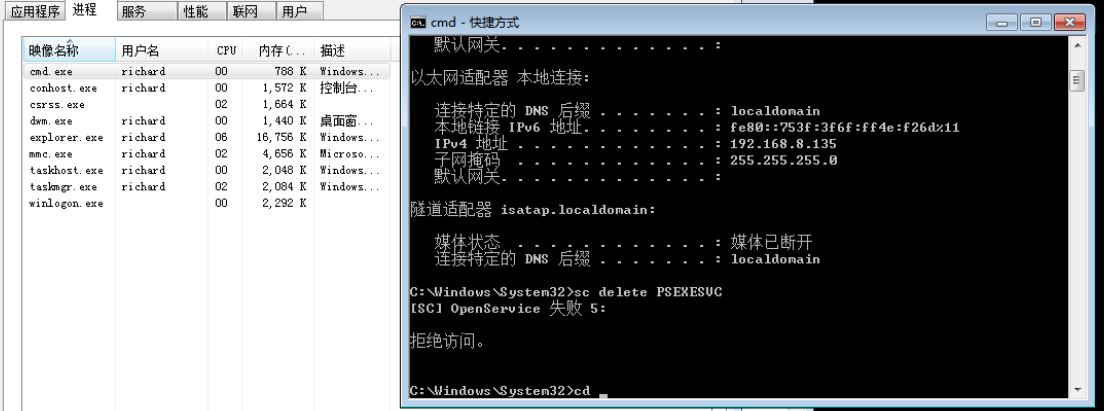 应用程序 进程 服务 性能 联网 用户
映像名称 用户名 CPU 内存(... 描述
cmd.exe richard 00 788 K Windows...
conhost.exe richard 00 1,572 K 控制台...
csrss.exe 02 1,664 K
dwm.exe richard 00 1,440 K 桌面窗...
explorer.exe richard 06 16,756 K Windows...
mmc.exe richard 02 4,656 K Microso...
taskhost.exe richard 00 2,048 K Windows...
taskmgr.exe richard 02 2,084 K Windows...
winlogon.exe 00 2,292 K
cmd - 快捷方式
默认网关. . . . . . . . . . . . . :
以太网适配器 本地连接:
连接特定的 DNS 后缀 . . . . . . . : localdomain
本地链接 IPv6 地址. . . . . . . . : fe80::753f:3f6f:ff4e:f26d%11
IPv4 地址 . . . . . . . . . . . . : 192.168.8.135
子网掩码 . . . . . . . . . . . . : 255.255.255.0
默认网关. . . . . . . . . . . . . :
隧道适配器 isatap.localdomain:
媒体状态 . . . . . . . . . . . . : 媒体已断开
连接特定的 DNS 后缀 . . . . . . . : localdomain
C:\Windows\System32>sc delete PSEXESVC
[SC] OpenService 失败 5:
拒绝访问。
C:\Windows\System32>cd _